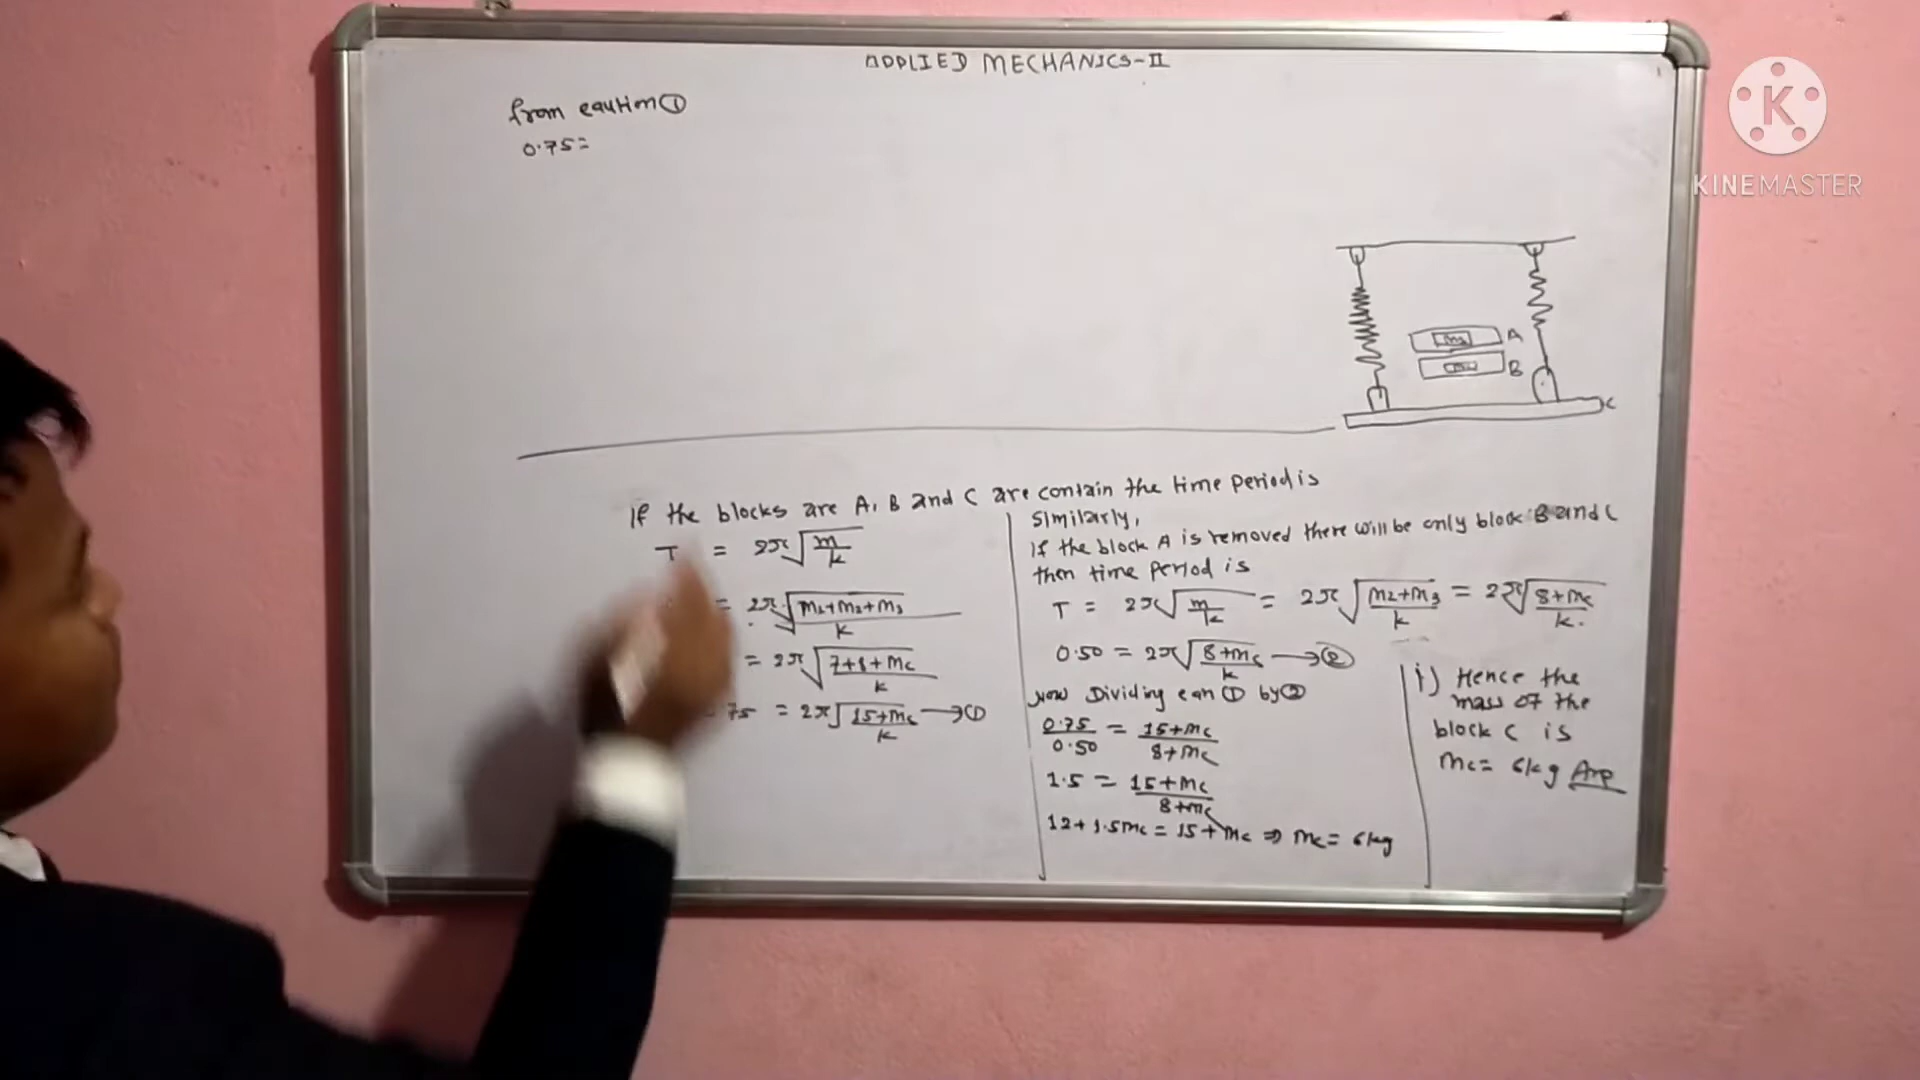 APPLIED MECHANICS-II
KINEMASTER
from eaution ①
0.75=
A
B
C
If the blocks are A, B and C are contain the time period is
T = 2π√(m/k)
= 2π√((m1+m2+m3)/k)
= 2π√((7+8+mc)/k)
75 = 2π√((15+mc)/k) → ①
Similarly,
If the block A is removed there will be only block B and C
then time period is
T = 2π√(m/k) = 2π√((m2+m3)/k) = 2π√((8+mc)/k)
0.50 = 2π√((8+mc)/k) → ②
Now Dividing eqn ① by ②
0.75/0.50 = (15+mc)/(8+mc)
1.5 = (15+mc)/(8+mc)
12+1.5mc = 15+mc ⇒ mc = 6kg
i) Hence the
mass of the
block C is
mc = 6kg